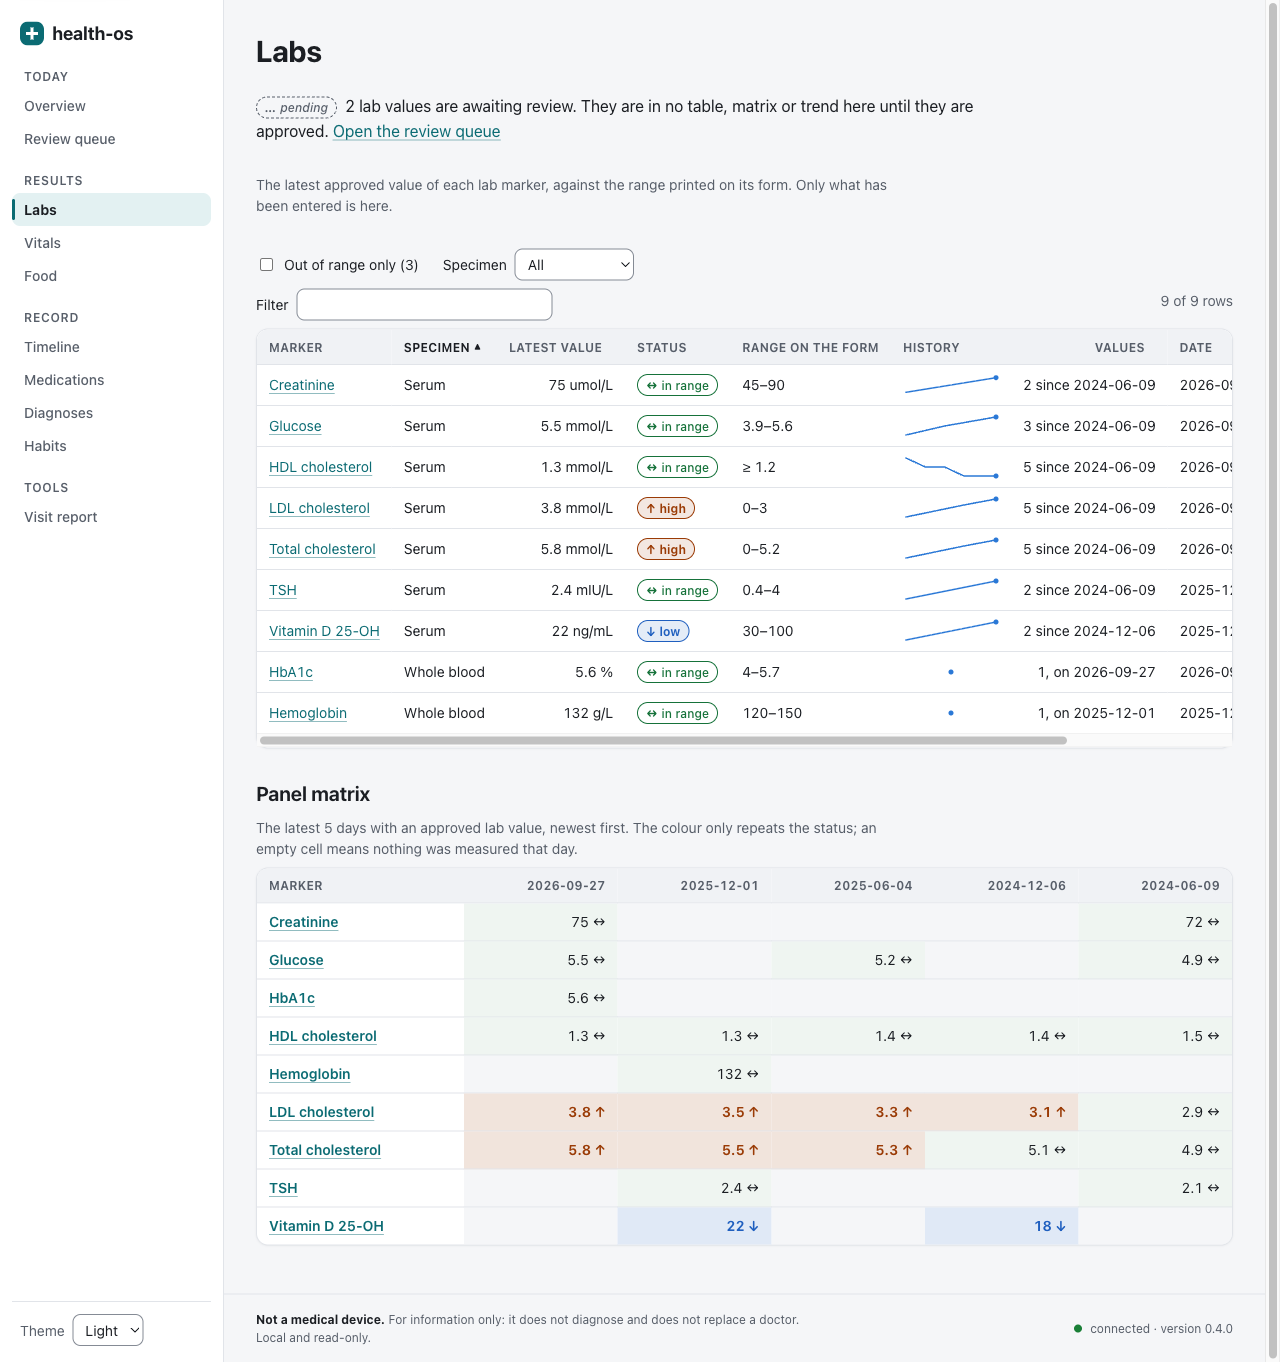 health-os
TODAY
Overview
Review queue
RESULTS
Labs
Vitals
Food
RECORD
Timeline
Medications
Diagnoses
Habits
TOOLS
Visit report
Theme Light
Labs
... pending 2 lab values are awaiting review. They are in no table, matrix or trend here until they are
approved. Open the review queue
The latest approved value of each lab marker, against the range printed on its form. Only what has
been entered is here.
Out of range only (3) Specimen All
Filter
9 of 9 rows
MARKER SPECIMEN ▲ LATEST VALUE STATUS RANGE ON THE FORM HISTORY VALUES DATE
Creatinine Serum 75 umol/L ↔ in range 45–90 2 since 2024-06-09 2026-09
Glucose Serum 5.5 mmol/L ↔ in range 3.9–5.6 3 since 2024-06-09 2026-09
HDL cholesterol Serum 1.3 mmol/L ↔ in range ≥ 1.2 5 since 2024-06-09 2026-09
LDL cholesterol Serum 3.8 mmol/L ↑ high 0–3 5 since 2024-06-09 2026-09
Total cholesterol Serum 5.8 mmol/L ↑ high 0–5.2 5 since 2024-06-09 2026-09
TSH Serum 2.4 mIU/L ↔ in range 0.4–4 2 since 2024-06-09 2025-12
Vitamin D 25-OH Serum 22 ng/mL ↓ low 30–100 2 since 2024-12-06 2025-12
HbA1c Whole blood 5.6 % ↔ in range 4–5.7 1, on 2026-09-27 2026-09
Hemoglobin Whole blood 132 g/L ↔ in range 120–150 1, on 2025-12-01 2025-12
Panel matrix
The latest 5 days with an approved lab value, newest first. The colour only repeats the status; an
empty cell means nothing was measured that day.
MARKER 2026-09-27 2025-12-01 2025-06-04 2024-12-06 2024-06-09
Creatinine 75 ↔ 72 ↔
Glucose 5.5 ↔ 5.2 ↔ 4.9 ↔
HbA1c 5.6 ↔
HDL cholesterol 1.3 ↔ 1.3 ↔ 1.4 ↔ 1.4 ↔ 1.5 ↔
Hemoglobin 132 ↔
LDL cholesterol 3.8 ↑ 3.5 ↑ 3.3 ↑ 3.1 ↑ 2.9 ↔
Total cholesterol 5.8 ↑ 5.5 ↑ 5.3 ↑ 5.1 ↔ 4.9 ↔
TSH 2.4 ↔ 2.1 ↔
Vitamin D 25-OH 22 ↓ 18 ↓
Not a medical device. For information only: it does not diagnose and does not replace a doctor.
Local and read-only.
connected · version 0.4.0